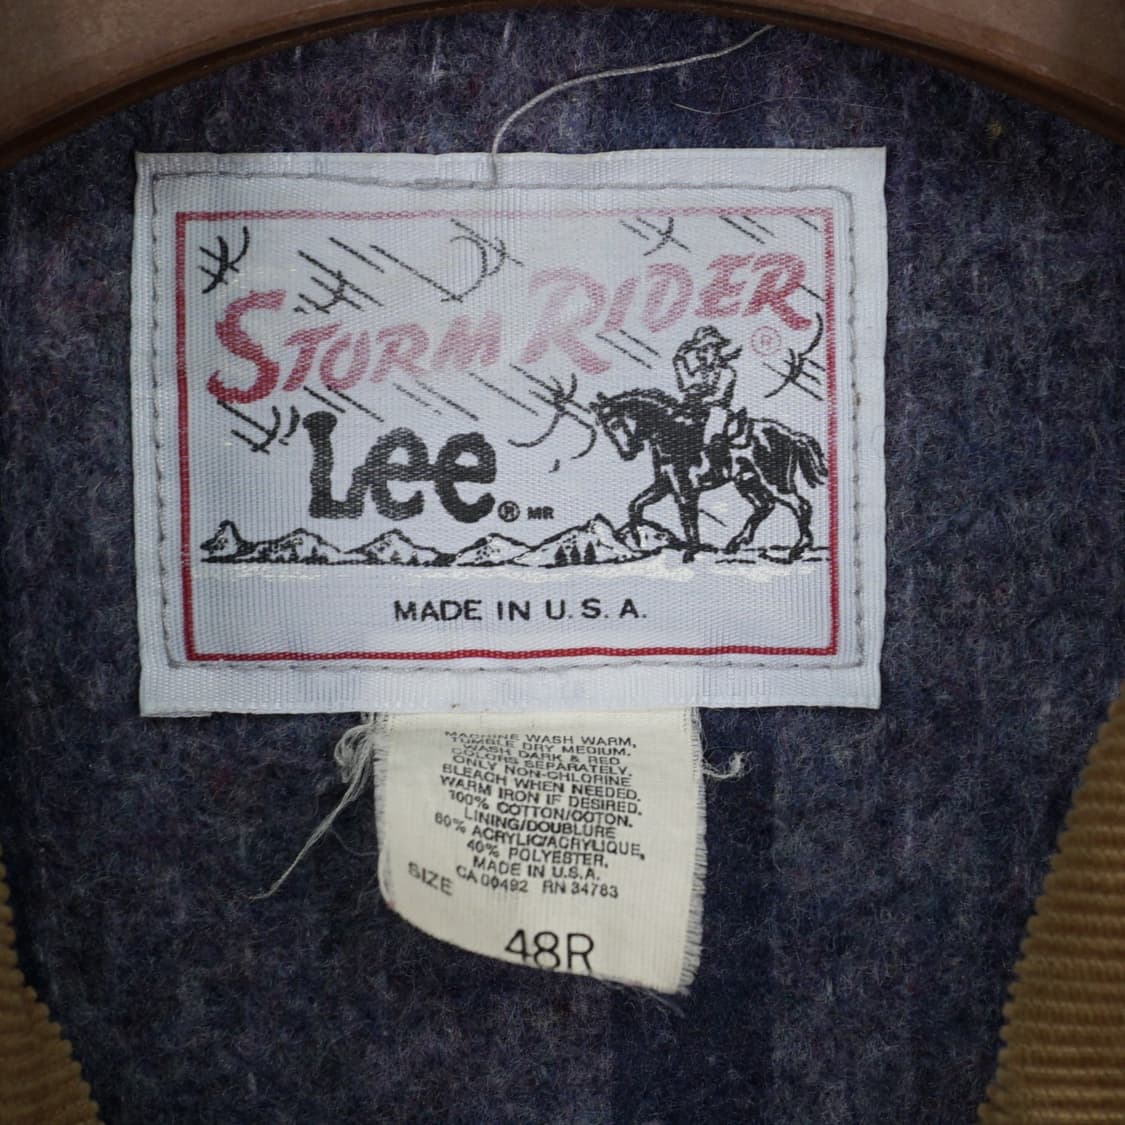 STORM RIDER ®
Lee ® MR
MADE IN U.S.A.
MACHINE WASH WARM,
TUMBLE DRY MEDIUM.
WASH DARK & RED
COLORS SEPARATELY.
ONLY NON-CHLORINE
BLEACH WHEN NEEDED.
WARM IRON IF DESIRED.
100% COTTON/COTON.
LINING/DOUBLURE
60% ACRYLIC/ACRYLIQUE,
40% POLYESTER,
MADE IN U.S.A.
CA 00492 RN 34783
SIZE
48R